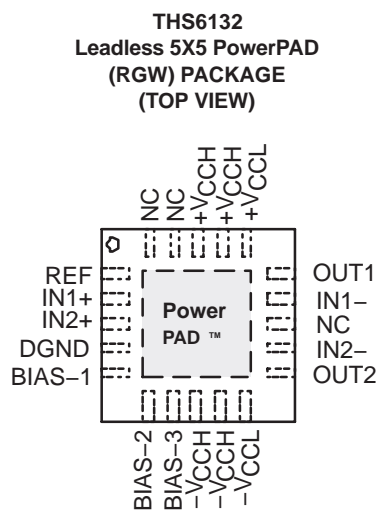 THS6132
Leadless 5X5 PowerPAD
(RGW) PACKAGE
(TOP VIEW)
NC
NC
+VCCH
+VCCH
+VCCL
REF
IN1+
IN2+
DGND
BIAS−1
Power
PAD ™
OUT1
IN1−
NC
IN2−
OUT2
BIAS−2
BIAS−3
−VCCH
−VCCH
−VCCL